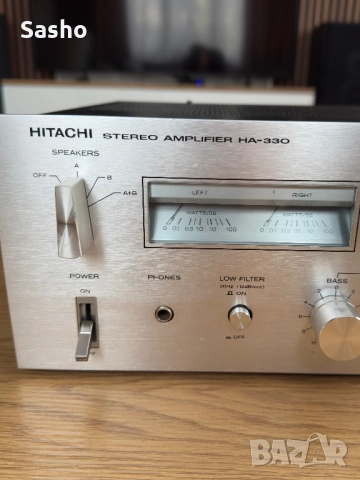 Sasho
HITACHI STEREO AMPLIFIER HA-330
SPEAKERS
A
OFF
B
A+B
LEFT
RIGHT
WATTS/8Ω
WATTS/8Ω
POWER
ON
PHONES
LOW FILTER
ON
OFF
BASS
BAZAR